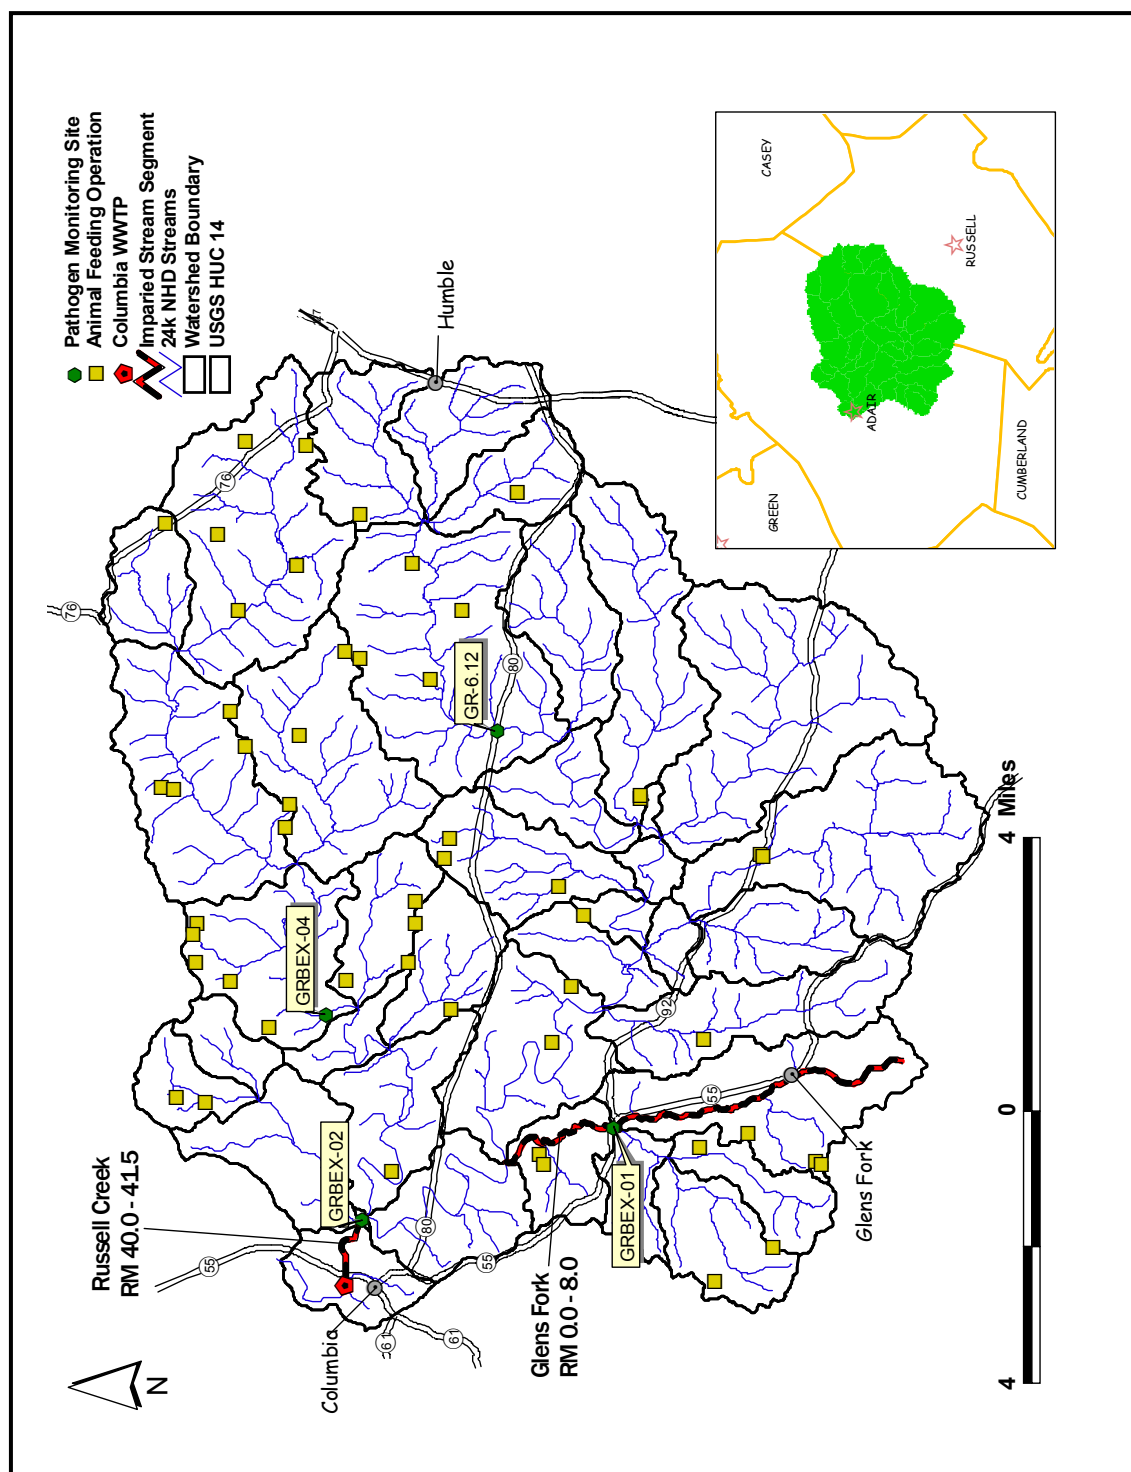 Pathogen Monitoring Site
Animal Feeding Operation
Columbia WWTP
Imparied Stream Segment
24k NHD Streams
Watershed Boundary
USGS HUC 14
N
Russell Creek
RM 40.0 - 41.5
Columbia
Glens Fork
RM 0.0 - 8.0
Glens Fork
Humble
GRBEX-02
GRBEX-04
GR-6.12
GRBEX-01
55
61
61
80
55
55
92
80
76
76
4
0
4 Miles
GREEN
ADAIR
CASEY
RUSSELL
CUMBERLAND